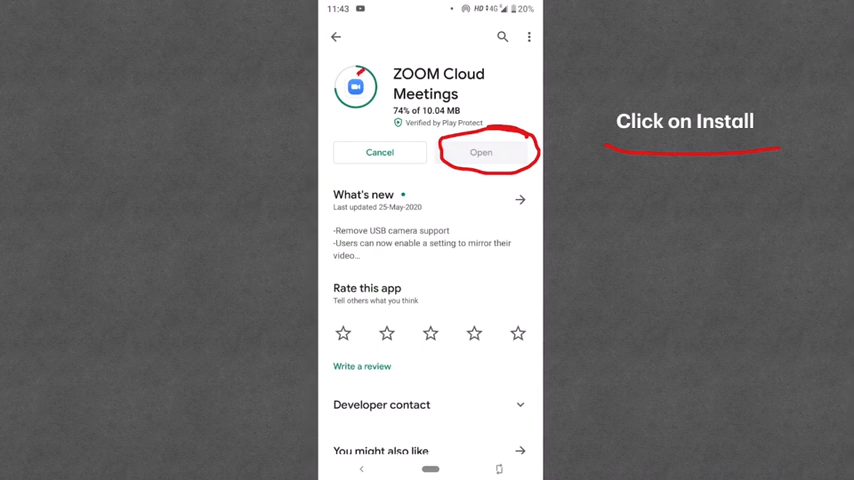 11:43
HD 4G 20%
ZOOM Cloud
Meetings
74% of 10.04 MB
Verified by Play Protect
Cancel
Open
Click on Install
What's new
Last updated 25-May-2020
-Remove USB camera support
-Users can now enable a setting to mirror their
video...
Rate this app
Tell others what you think
Write a review
Developer contact
You might also like